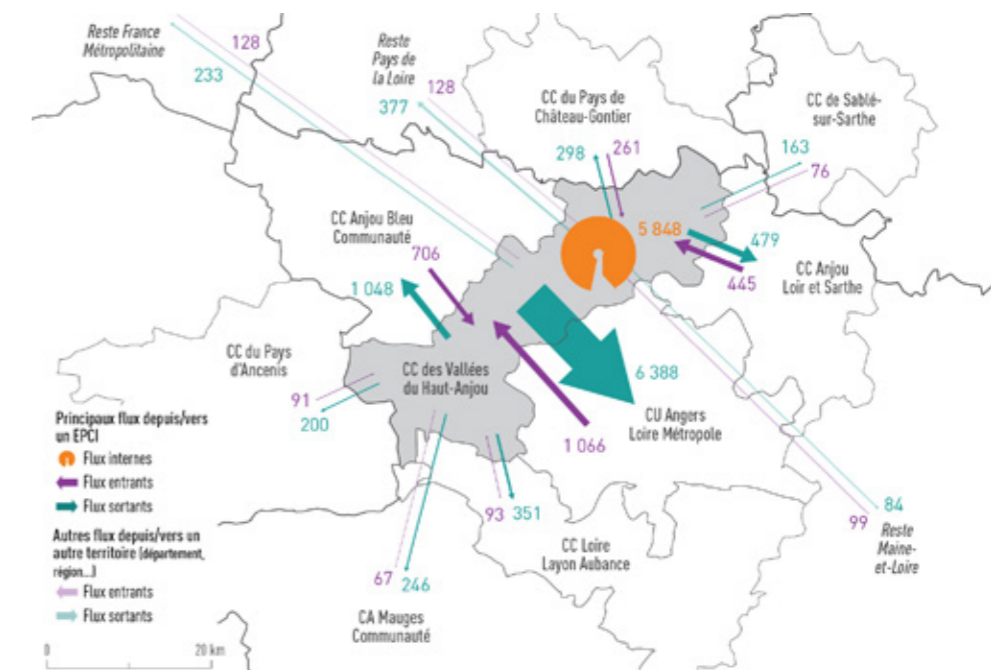 Reste France
Métropolitaine
128
233
Reste
Pays de
la Loire
128
377
CC du Pays de
Château-Gontier
298
261
CC de Sablé-
sur-Sarthe
163
76
CC Anjou Bleu
Communauté
706
1 048
5 848
479
445
CC Anjou
Loir et Sarthe
CC du Pays
d'Ancenis
91
200
CC des Vallées
du Haut-Anjou
6 388
CU Angers
Loire Métropole
1 066
Principaux flux depuis/vers
un EPCI
Flux internes
Flux entrants
Flux sortants
Autres flux depuis/vers un
autre territoire (département,
région...)
Flux entrants
Flux sortants
93
351
CC Loire
Layon Aubance
84
99
Reste
Maine-
et-Loire
67
246
CA Mauges
Communauté
0
20 km